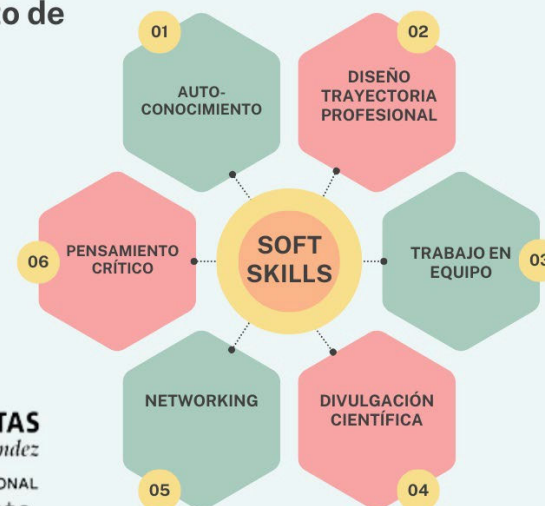 o de
01
AUTO-
CONOCIMIENTO
02
DISEÑO
TRAYECTORIA
PROFESIONAL
SOFT
SKILLS
06
PENSAMIENTO
CRÍTICO
TRABAJO EN
EQUIPO
03
NETWORKING
05
DIVULGACIÓN
CIENTÍFICA
04
TAS
ndez
ONAL